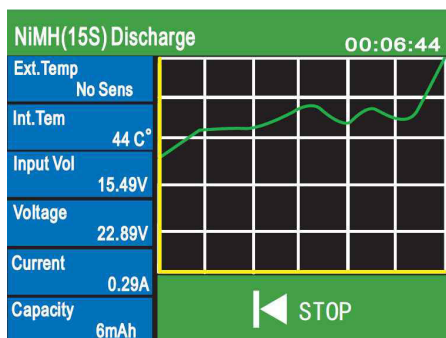 NiMH(15S) Discharge 00:06:44
Ext.Temp
No Sens
Int.Tem
44 C°
Input Vol
15.49V
Voltage
22.89V
Current
0.29A
Capacity
6mAh
STOP